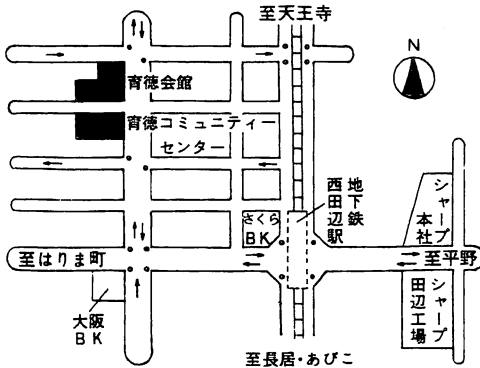 至天王寺
N
育徳会館
育徳コミュニティー
センター
地下鉄
西田辺駅
さくら
BK
シャープ
本社
至はりま町
至平野
大阪
BK
シャープ
田辺工場
至長居・あびこ